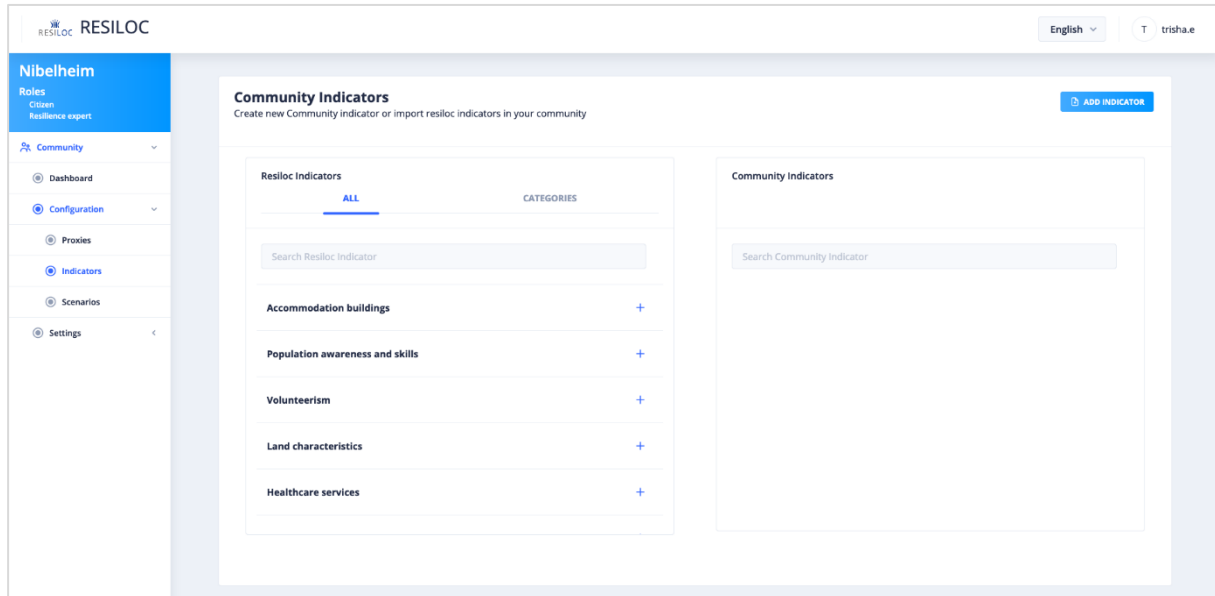 RESILOC RESILOC
English
T trisha.e
Nibelheim
Roles
Citizen
Resilience expert
Community
Dashboard
Configuration
Proxies
Indicators
Scenarios
Settings
Community Indicators
Create new Community indicator or import resiloc indicators in your community
ADD INDICATOR
Resiloc Indicators
ALL CATEGORIES
Search Resiloc Indicator
Accommodation buildings
Population awareness and skills
Volunteerism
Land characteristics
Healthcare services
Community Indicators
Search Community Indicator